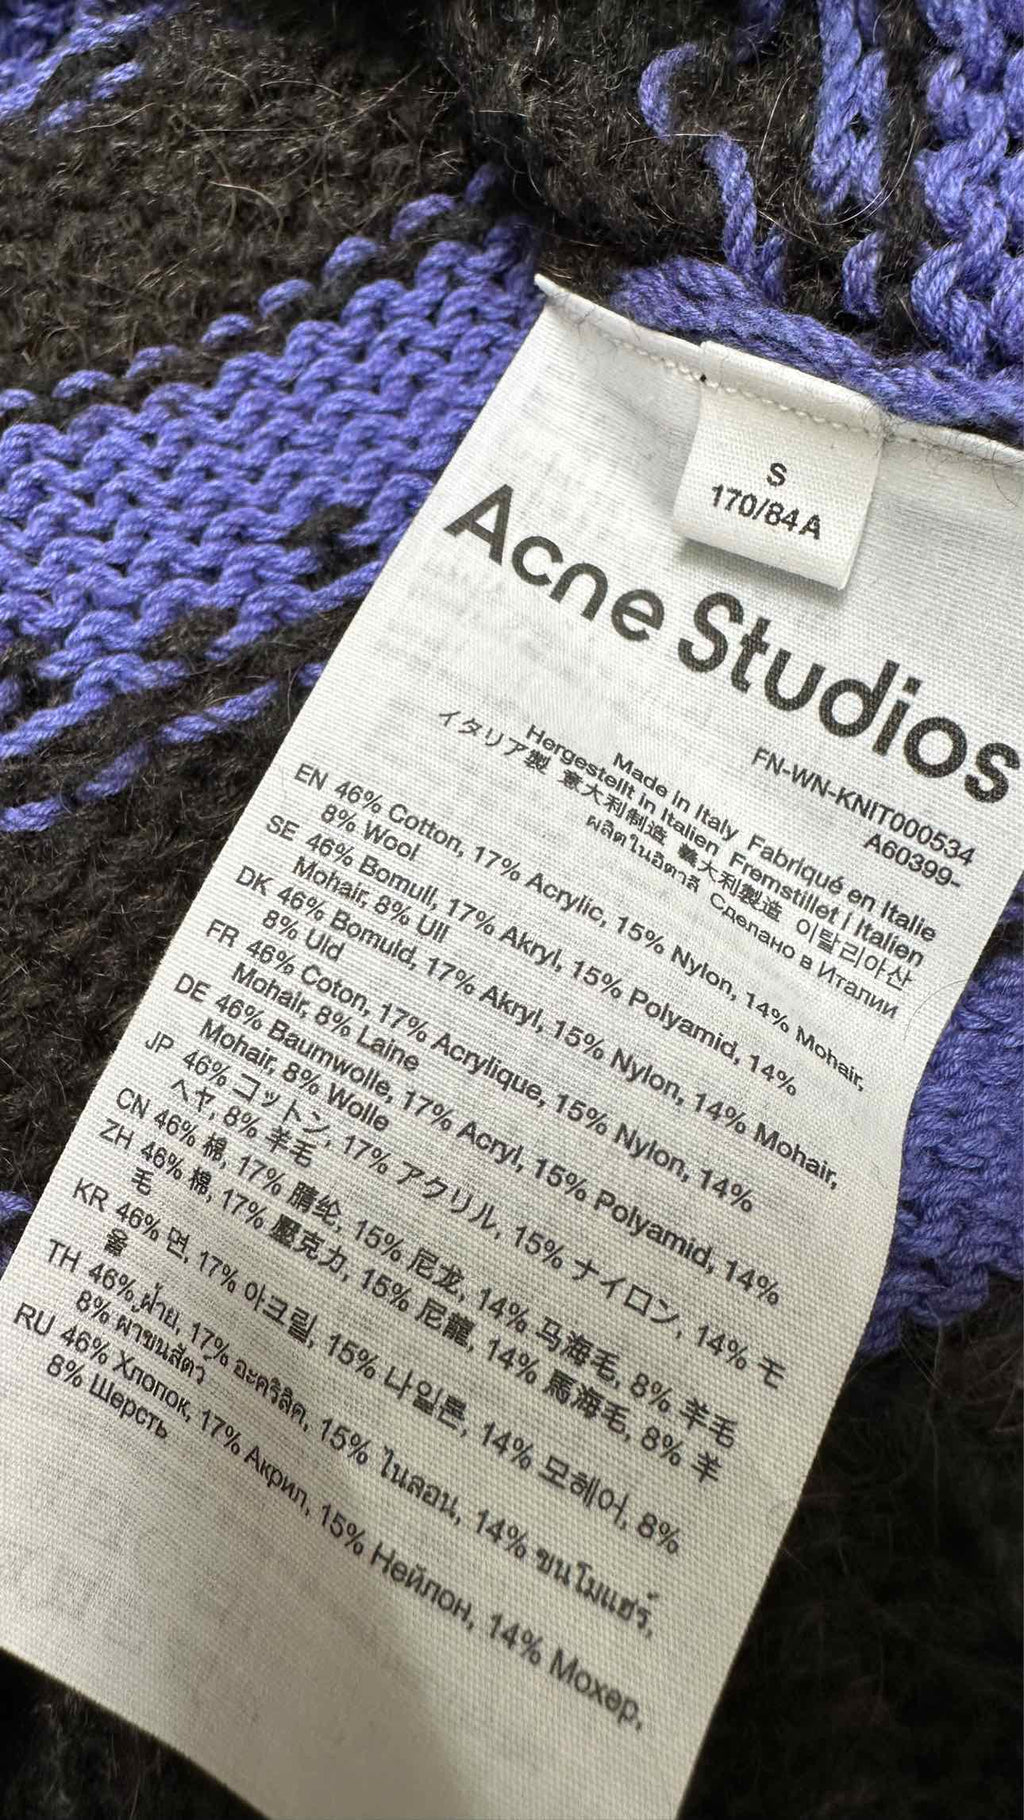 S
170/84A
Acne Studios
FN-WN-KNIT000534
A60399-
Made in Italy Fabriqué en Italie
Hergestellt in Italien Fremstillet i Italien
イタリア製 意大利制造 義大利製造 이탈리아산
ผลิตในอิตาลี Сделано в Италии
EN 46% Cotton, 17% Acrylic, 15% Nylon, 14% Mohair,
8% Wool
SE 46% Bomull, 17% Akryl, 15% Polyamid, 14%
Mohair, 8% Ull
DK 46% Bomuld, 17% Akryl, 15% Nylon, 14% Mohair,
8% Uld
FR 46% Coton, 17% Acrylique, 15% Nylon, 14%
Mohair, 8% Laine
DE 46% Baumwolle, 17% Acryl, 15% Polyamid, 14%
Mohair, 8% Wolle
JP 46% コットン, 17% アクリル, 15% ナイロン, 14% モ
ヘヤ, 8% 羊毛
CN 46% 棉, 17% 腈纶, 15% 尼龙, 14% 马海毛, 8% 羊毛
ZH 46% 棉, 17% 壓克力, 15% 尼龍, 14% 馬海毛, 8% 羊
毛
KR 46% 면, 17% 아크릴, 15% 나일론, 14% 모헤어, 8%
울
TH 46% ฝ้าย, 17% อะคริลิค, 15% ไนลอน, 14% ขนโมแฮร์,
8% ผ้าขนสัตว์
RU 46% Хлопок, 17% Акрил, 15% Нейлон, 14% Мохер,
8% Шерсть